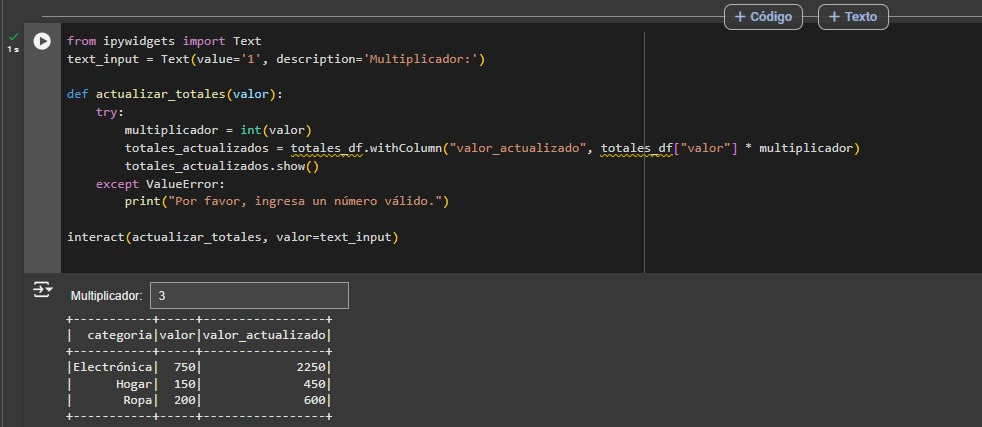 + Código + Texto
1 s
from ipywidgets import Text
text_input = Text(value='1', description='Multiplicador:')
def actualizar_totales(valor):
    try:
        multiplicador = int(valor)
        totales_actualizados = totales_df.withColumn("valor_actualizado", totales_df["valor"] * multiplicador)
        totales_actualizados.show()
    except ValueError:
        print("Por favor, ingresa un número válido.")
interact(actualizar_totales, valor=text_input)
Multiplicador: 3
+-----------+-----+-----------------+
|  categoria|valor|valor_actualizado|
+-----------+-----+-----------------+
|Electrónica|  750|             2250|
|      Hogar|  150|              450|
|       Ropa|  200|              600|
+-----------+-----+-----------------+